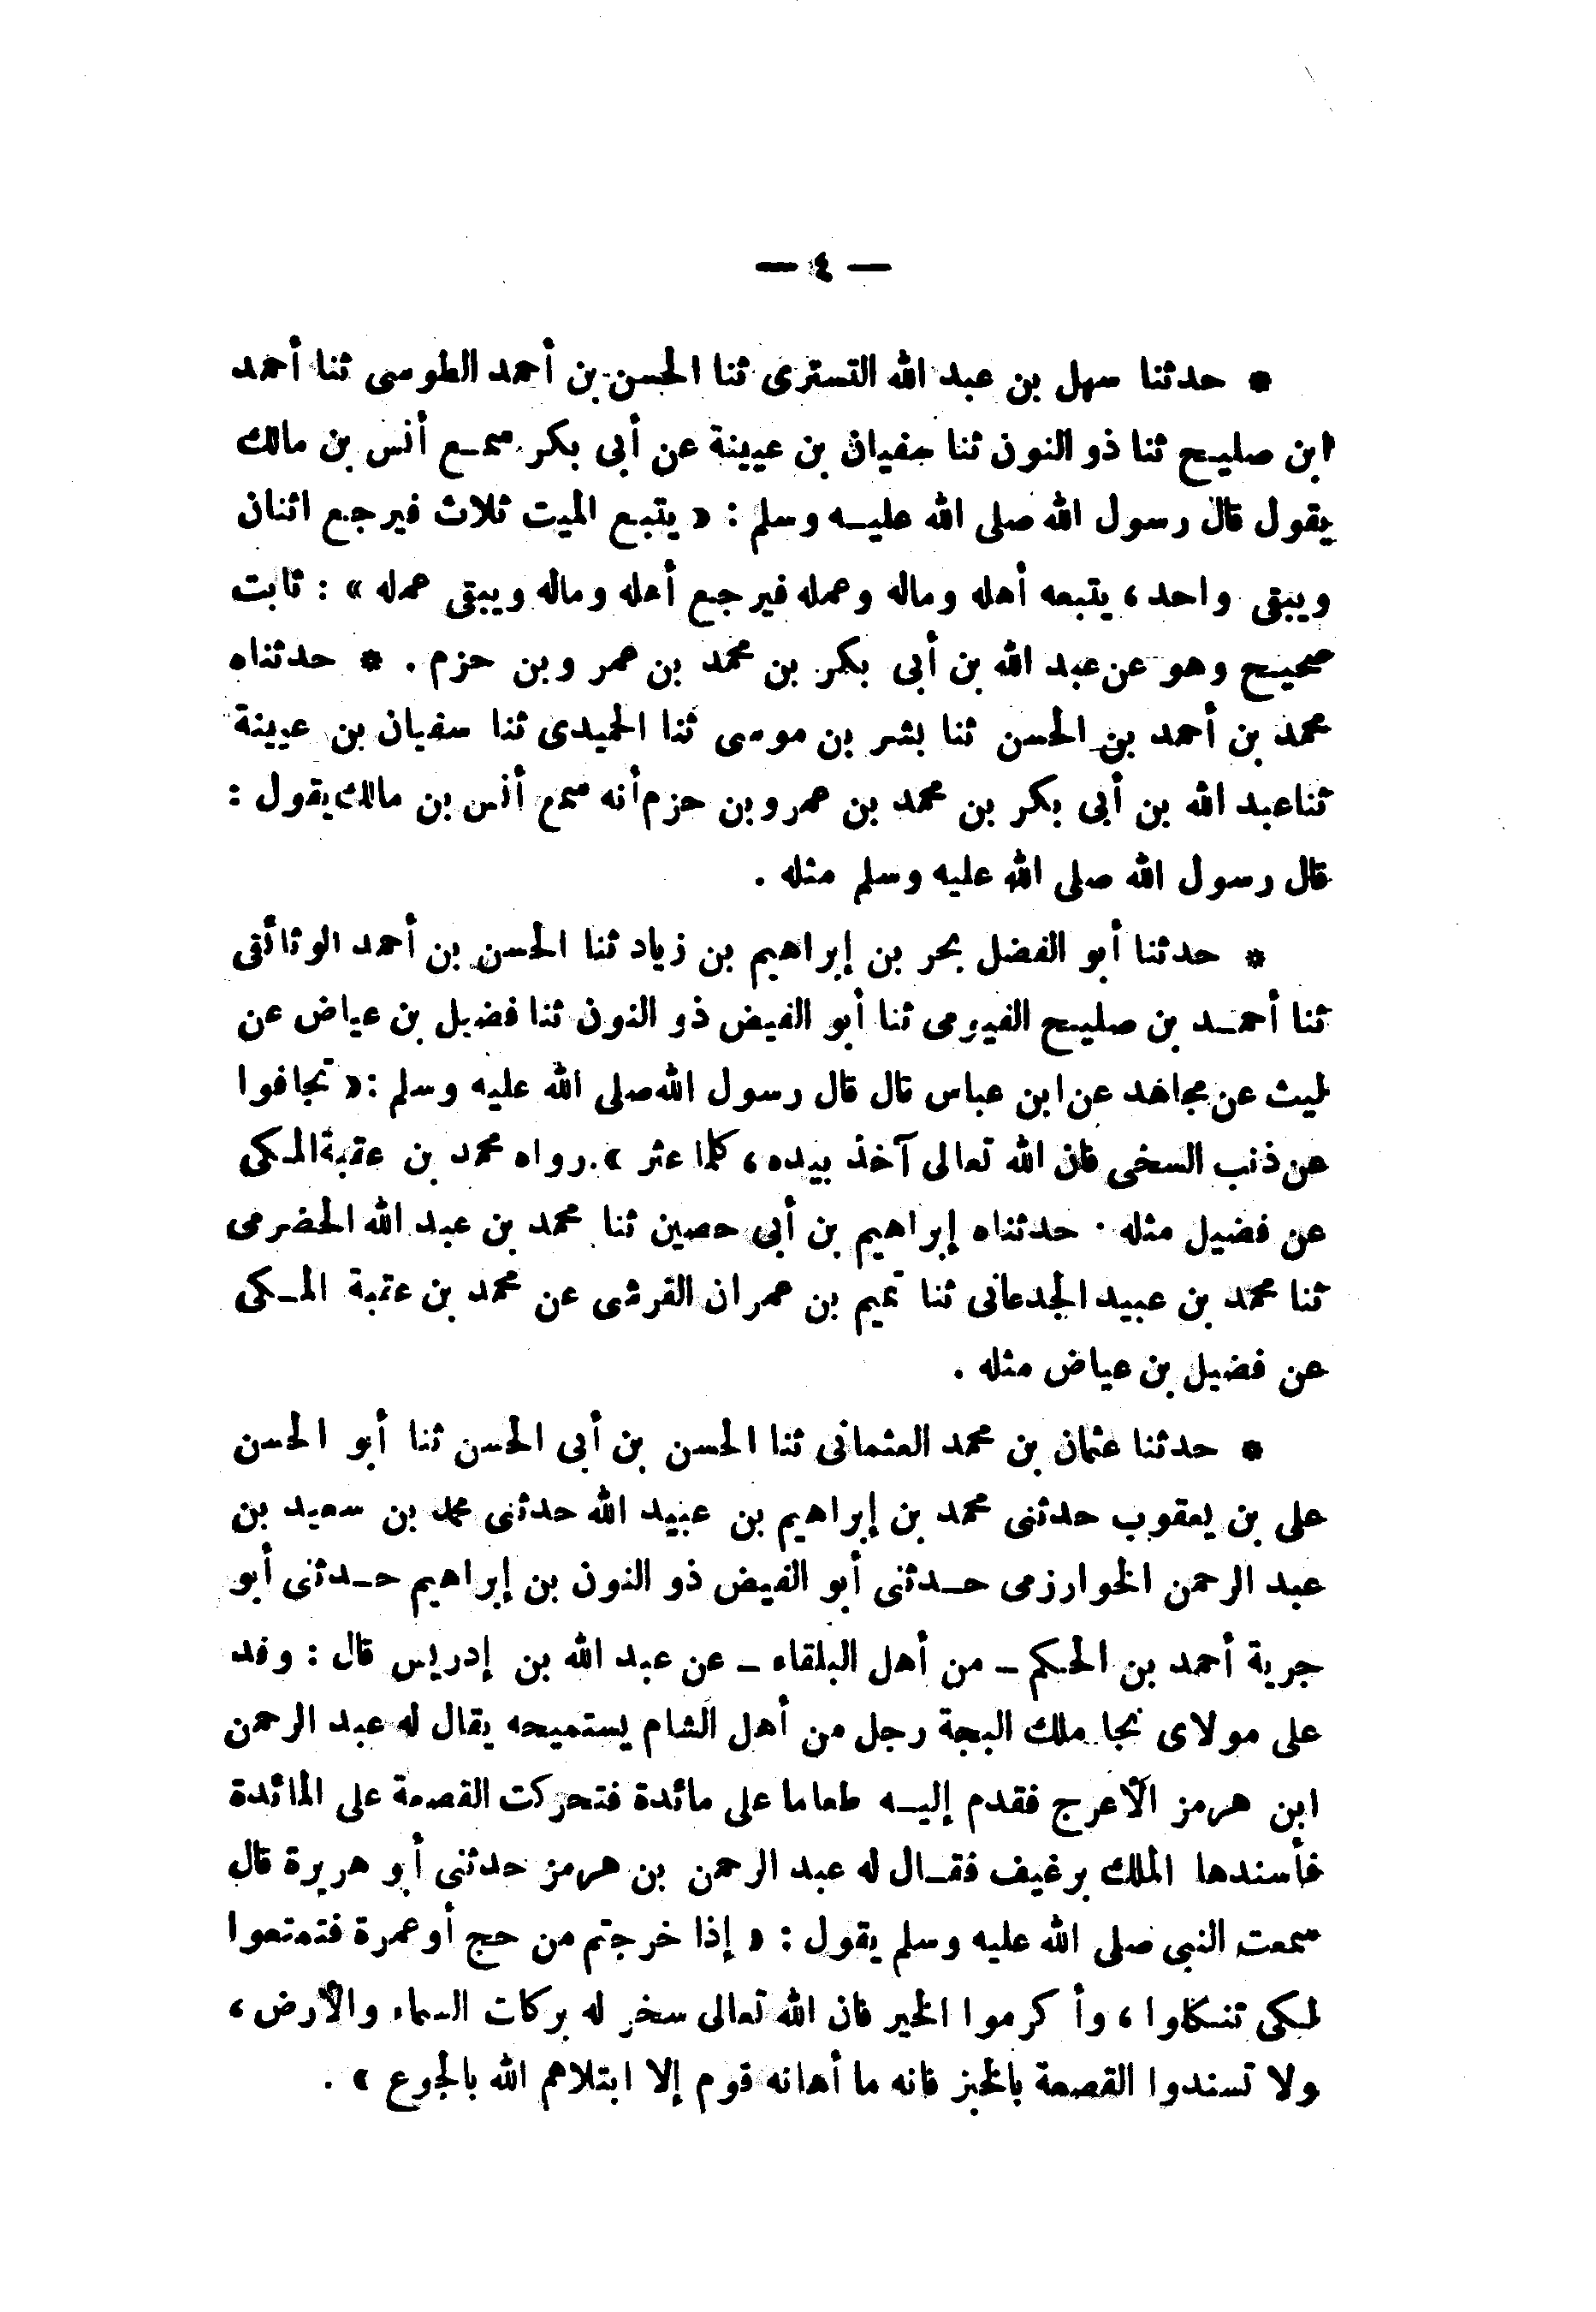 — ٤ —
* حدثنا سهل بن عبد الله التسترى ثنا الحسن بن أحمد الطوسى ثنا أحمد
ابن صليح ثنا ذو النون ثنا سفيان بن عيينة عن أبى بكر سمع أنس بن مالك
يقول قال رسول الله صلى الله عليه وسلم : « يتبع الميت ثلاث فيرجع اثنان
ويبقى واحد ، يتبعه أهله وماله وعمله فيرجع أهله وماله ويبقى عمله » : ثابت
صحيح وهو عن عبد الله بن أبى بكر بن محمد بن عمر وبن حزم . * حدثناه
محمد بن أحمد بن الحسن ثنا بشر بن موسى ثنا الحميدى ثنا سفيان بن عيينة
ثنا عبد الله بن أبى بكر بن محمد بن عمر وبن حزم أنه سمع أنس بن مالك يقول :
قال رسول الله صلى الله عليه وسلم مثله .
* حدثنا أبو الفضل بحر بن إبراهيم بن زياد ثنا الحسن بن أحمد الوثائقى
ثنا أحمد بن صليح الفيومى ثنا أبو الفيض ذو النون ثنا فضيل بن عياض عن
ليث عن مجاهد عن ابن عباس قال قال رسول الله صلى الله عليه وسلم : « تجافوا
عن ذنب السخى فان الله تعالى آخذ بيده ، كلما عثر » . رواه محمد بن عقبة المكى
عن فضيل مثله . حدثناه إبراهيم بن أبى حصين ثنا محمد بن عبد الله الحضرمى
ثنا محمد بن عبيد الجدعانى ثنا تميم بن عمران القرشى عن محمد بن عقبة المكى
عن فضيل بن عياض مثله .
* حدثنا عثمان بن محمد العثمانى ثنا الحسن بن أبى الحسن ثنا أبو الحسن
على بن يعقوب حدثنى محمد بن إبراهيم بن عبيد الله حدثنى محمد بن سعيد بن
عبد الرحمن الخوارزمى حدثنى أبو الفيض ذو النون بن إبراهيم حدثنى أبو
جرية أحمد بن الحكم ـ من أهل البلقاء ـ عن عبد الله بن إدريس قال : وفد
على مولاى نجا ملك البجة رجل من أهل الشام يستميحه يقال له عبد الرحمن
ابن هرمز الأعرج فقدم إليه طعاما على مائدة فتحركت القصعة على المائدة
فأسندها الملك برغيف فقال له عبد الرحمن بن هرمز حدثنى أبو هريرة قال
سمعت النبى صلى الله عليه وسلم يقول : « إذا خرجتم من حج أو عمرة فتمتعوا
لكى تنكلوا ، وأكرموا الخبز فان الله تعالى سخر له بركات السماء والأرض ،
ولا تسندوا القصعة بالخبز فانه ما أهانه قوم إلا ابتلاهم الله بالجوع » .